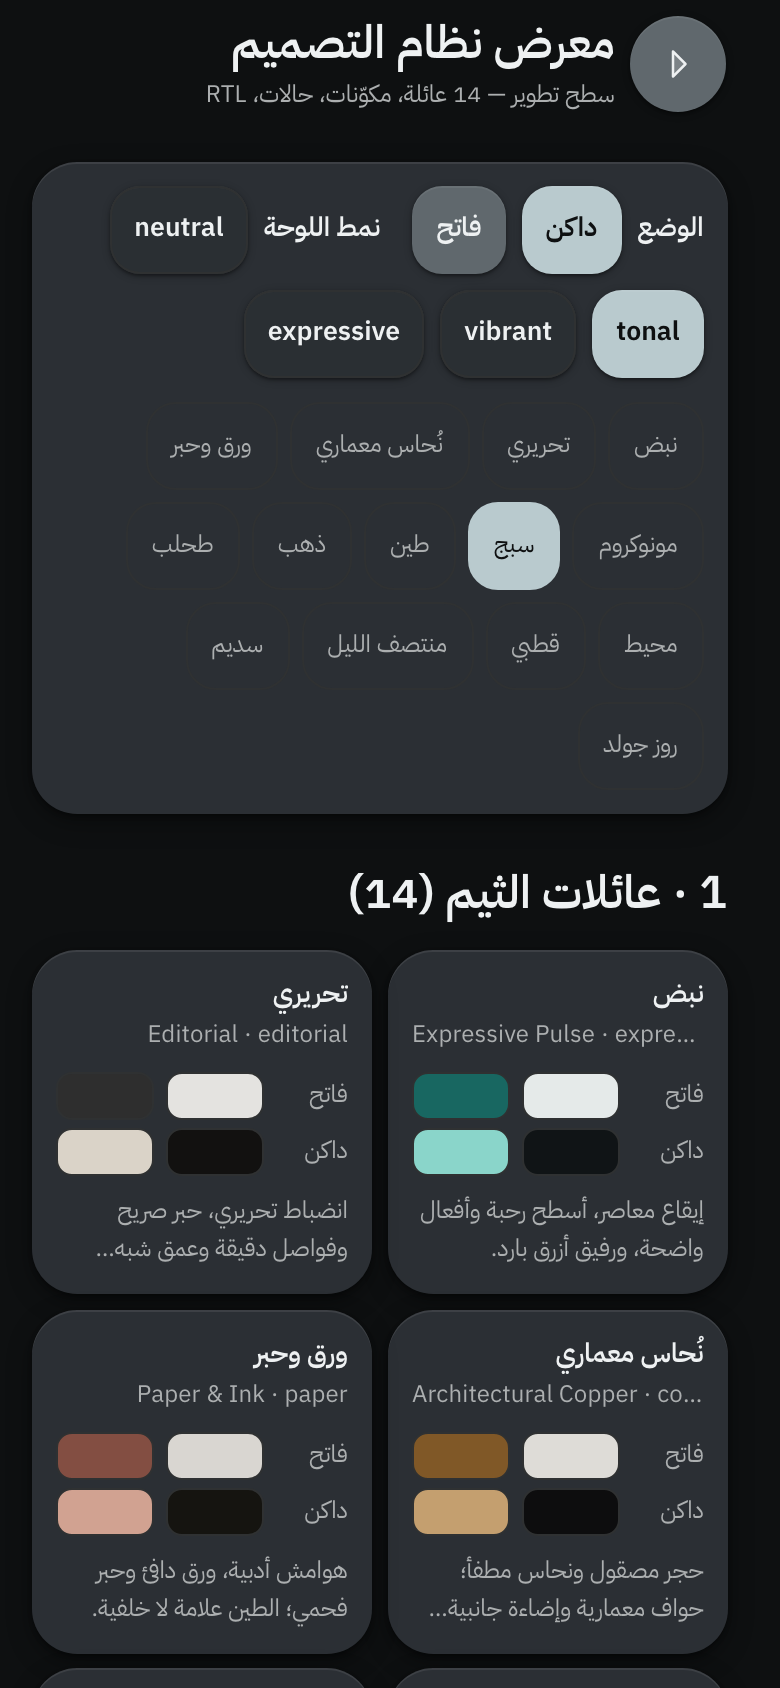 معرض نظام التصميم
سطح تطوير — 14 عائلة، مكوّنات، حالات، RTL
الوضع داكن فاتح نمط اللوحة neutral
tonal vibrant expressive
نبض تحريري نُحاس معماري ورق وحبر
مونوكروم سبج طين ذهب طحلب
محيط قطبي منتصف الليل سديم
روز جولد
1 · عائلات الثيم (14)
نبض
Expressive Pulse · expre...
فاتح
داكن
إيقاع معاصر، أسطح رحبة وأفعال
واضحة، ورفيق أزرق بارد.
تحريري
Editorial · editorial
فاتح
داكن
انضباط تحريري، حبر صريح
وفواصل دقيقة وعمق شبه...
نُحاس معماري
Architectural Copper · co...
فاتح
داكن
حجر مصقول ونحاس مطفأ؛
حواف معمارية وإضاءة جانبية...
ورق وحبر
Paper & Ink · paper
فاتح
داكن
هوامش أدبية، ورق دافئ وحبر
فحمي؛ الطين علامة لا خلفية.